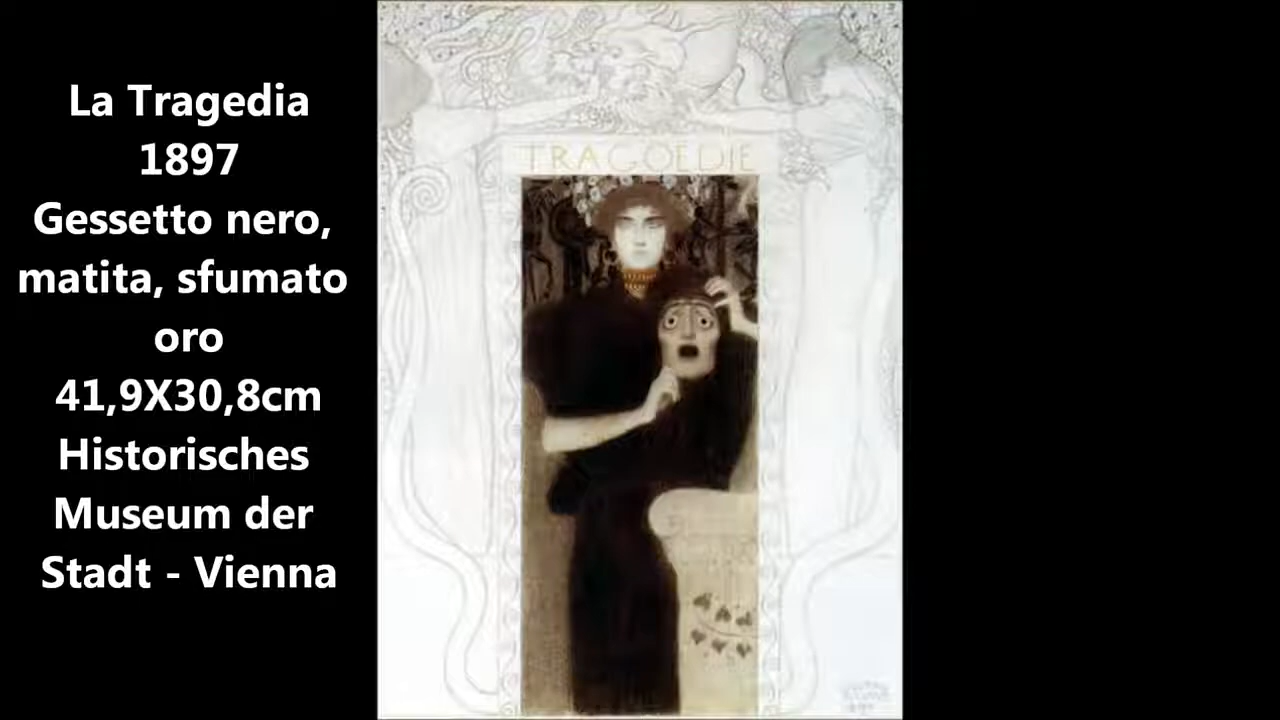 La Tragedia
1897
Gessetto nero,
matita, sfumato
oro
41,9X30,8cm
Historisches
Museum der
Stadt - Vienna
TRAGOEDIE